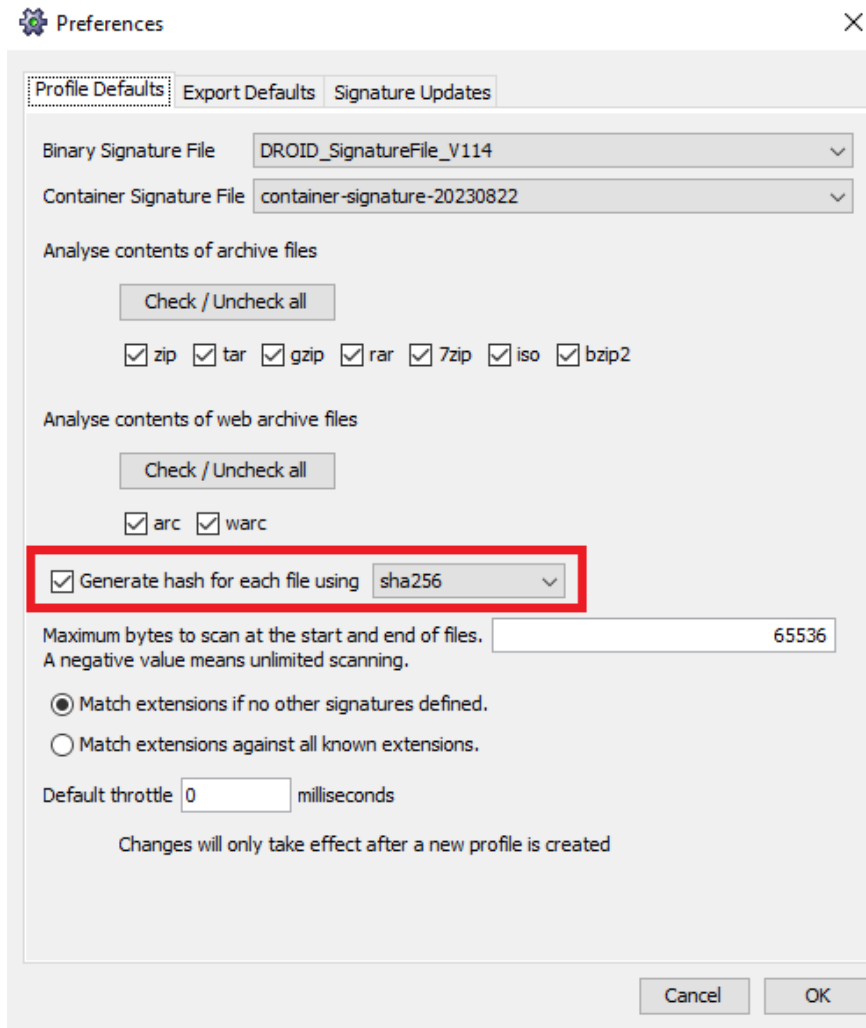 Preferences
Profile Defaults Export Defaults Signature Updates
Binary Signature File DROID_SignatureFile_V114
Container Signature File container-signature-20230822
Analyse contents of archive files
Check / Uncheck all
zip tar gzip rar 7zip iso bzip2
Analyse contents of web archive files
Check / Uncheck all
arc warc
Generate hash for each file using sha256
Maximum bytes to scan at the start and end of files. 65536
A negative value means unlimited scanning.
Match extensions if no other signatures defined.
Match extensions against all known extensions.
Default throttle 0 milliseconds
Changes will only take effect after a new profile is created
Cancel OK